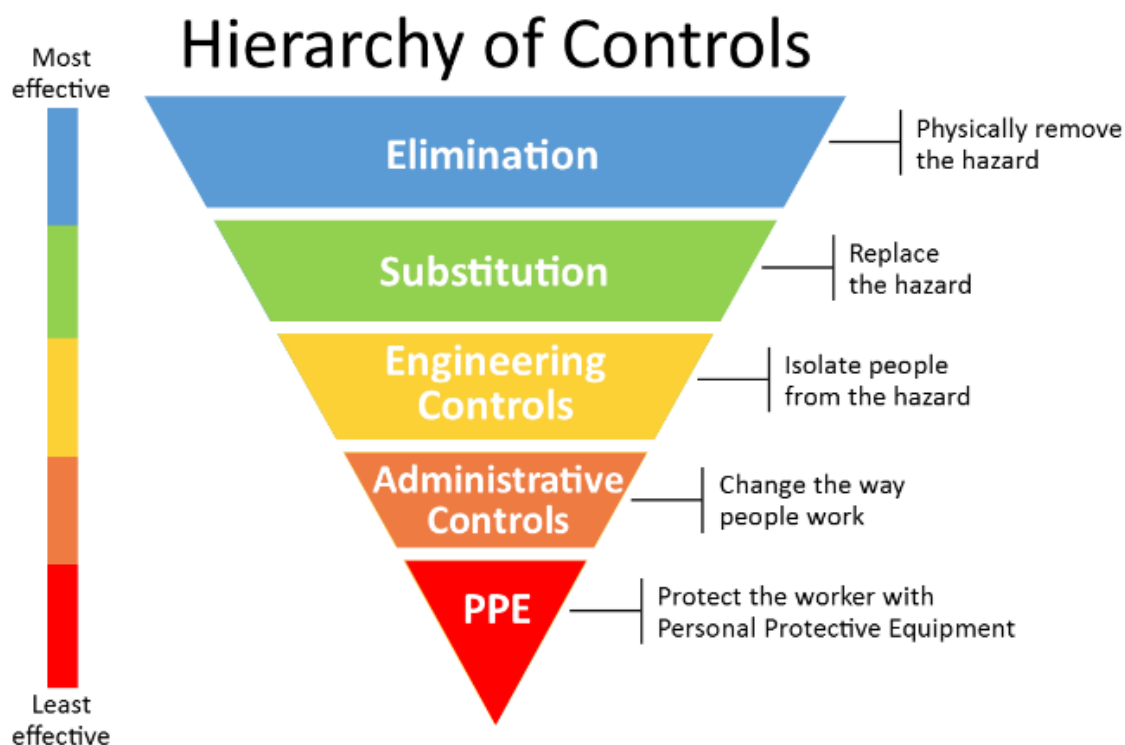 Hierarchy of Controls
Most
effective
Elimination
Physically remove
the hazard
Substitution
Replace
the hazard
Engineering
Controls
Isolate people
from the hazard
Administrative
Controls
Change the way
people work
PPE
Protect the worker with
Personal Protective Equipment
Least
effective